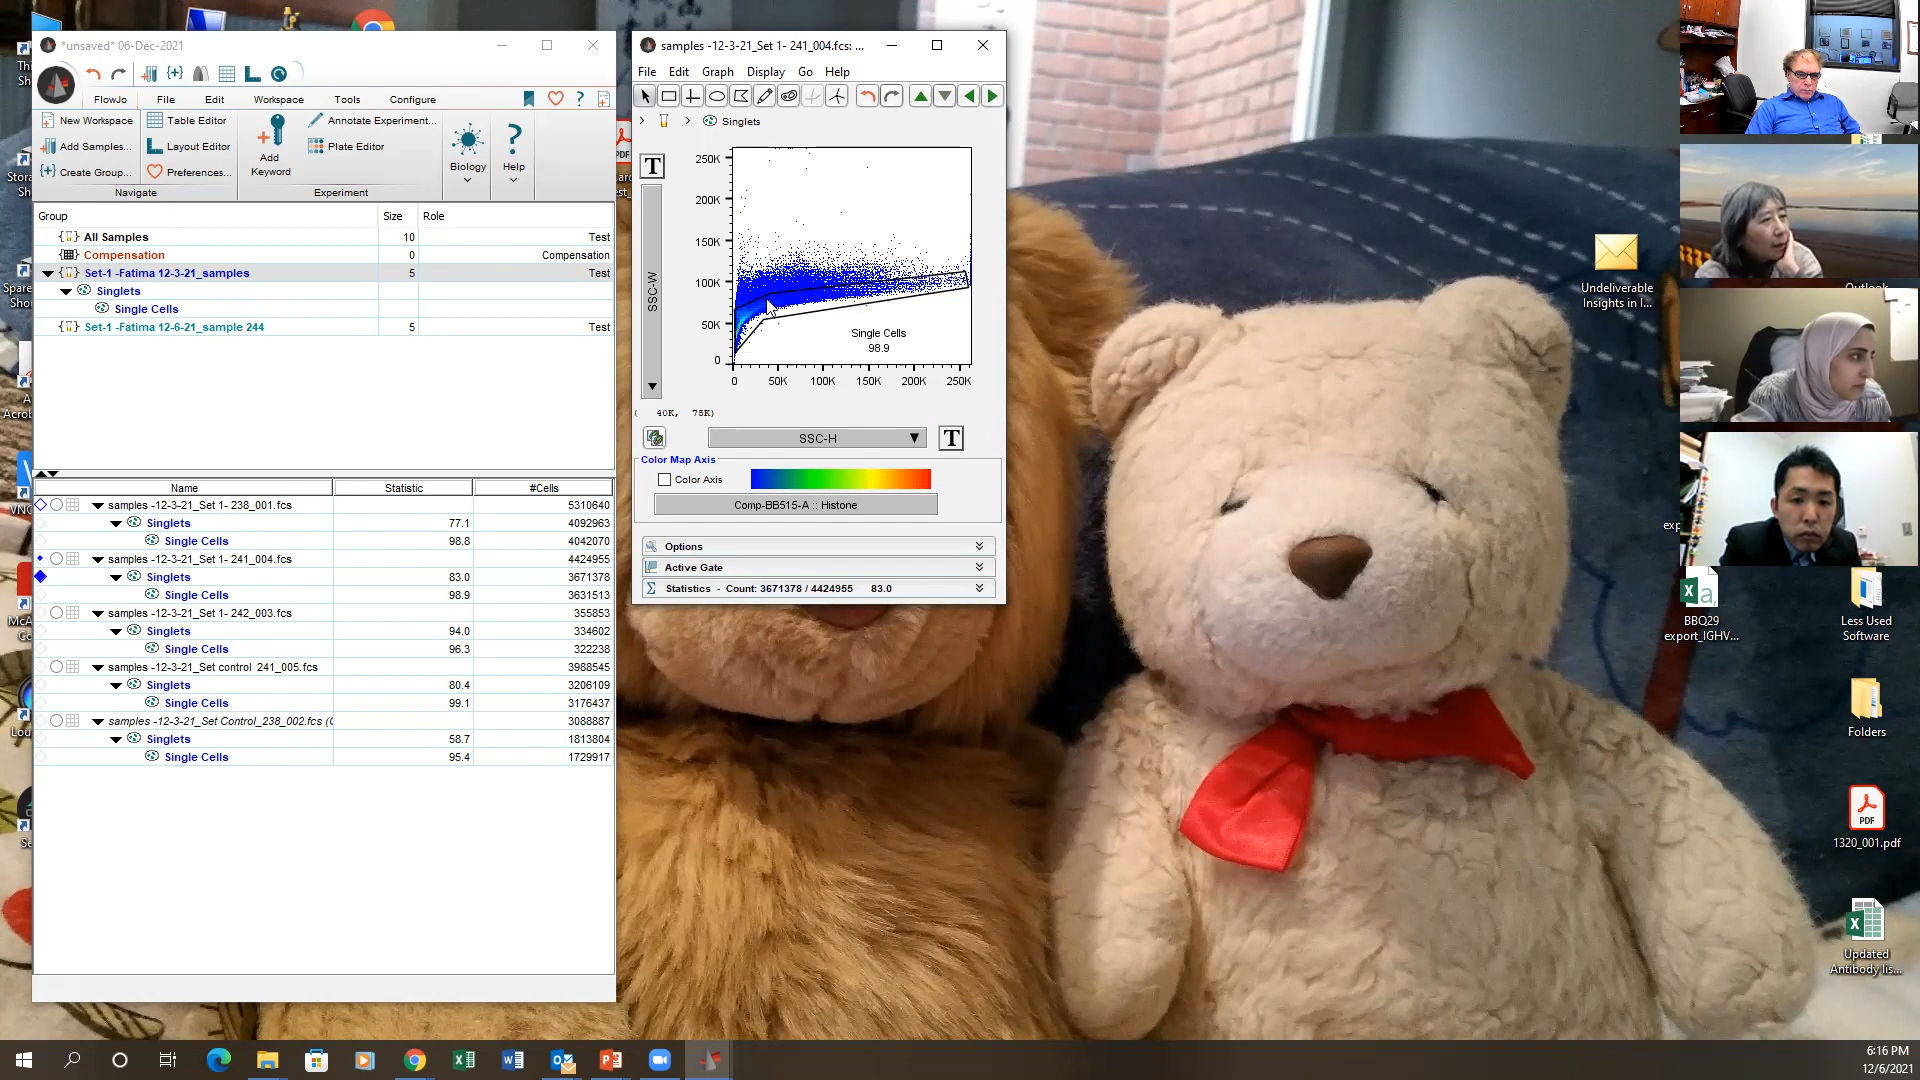 *unsaved* 06-Dec-2021
FlowJo File Edit Workspace Tools Configure
New Workspace
Add Samples...
Create Group...
Navigate
Table Editor
Layout Editor
Preferences...
Add
Keyword
Annotate Experiment...
Plate Editor
Experiment
Biology
Help
Group Size Role
All Samples 10 Test
Compensation 0 Compensation
Set-1 -Fatima 12-3-21_samples 5 Test
Singlets
Single Cells
Set-1 -Fatima 12-6-21_sample 244 5 Test
Name Statistic #Cells
samples -12-3-21_Set 1- 238_001.fcs 5310640
Singlets 77.1 4092963
Single Cells 98.8 4042070
samples -12-3-21_Set 1- 241_004.fcs 4424955
Singlets 83.0 3671378
Single Cells 98.9 3631513
samples -12-3-21_Set 1- 242_003.fcs 355853
Singlets 94.0 334602
Single Cells 96.3 322238
samples -12-3-21_Set control 241_005.fcs 3988545
Singlets 80.4 3206109
Single Cells 99.1 3176437
samples -12-3-21_Set Control_238_002.fcs (C 3088887
Singlets 58.7 1813804
Single Cells 95.4 1729917
samples -12-3-21_Set 1- 241_004.fcs: ...
File Edit Graph Display Go Help
Singlets
T
250K
200K
150K
100K
50K
0
SSC-W
Single Cells
98.9
0 50K 100K 150K 200K 250K
( 40K, 78K)
SSC-H
T
Color Map Axis
Color Axis
Comp-BB515-A :: Histone
Options
Active Gate
Statistics - Count: 3671378 / 4424955 83.0
Undeliverable
Insights in I...
Outlook
BBQ29
export_IGHV...
Less Used
Software
Folders
PDF
1320_001.pdf
Updated
Antibody lis...
6:16 PM
12/6/2021